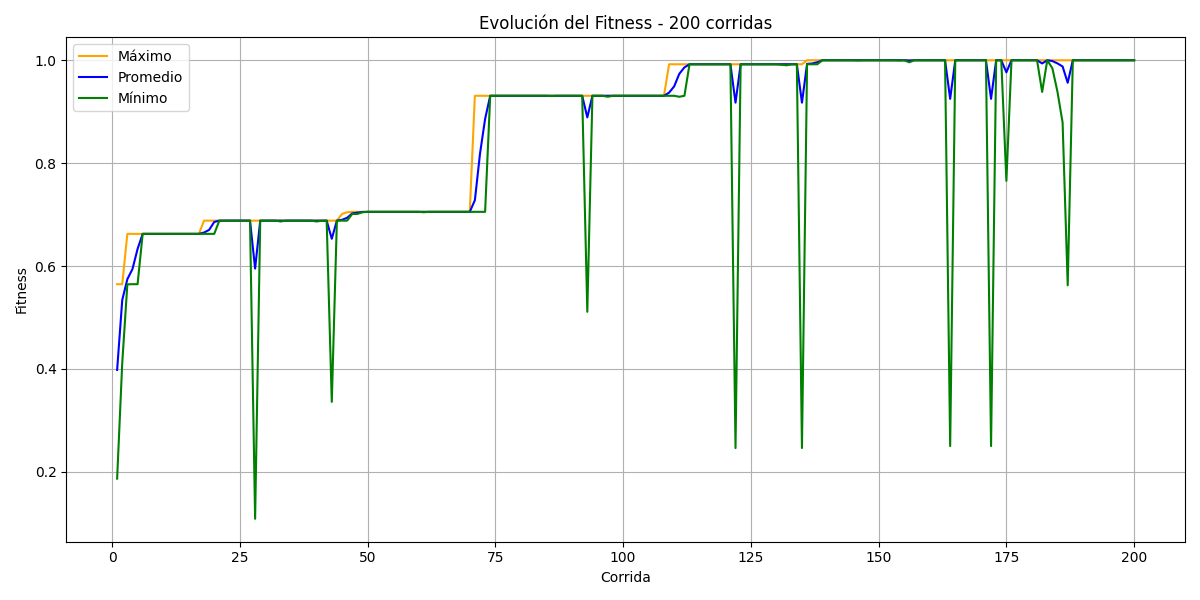 Evolución del Fitness - 200 corridas
Máximo
Promedio
Mínimo
Fitness
1.0
0.8
0.6
0.4
0.2
0 25 50 75 100 125 150 175 200
Corrida